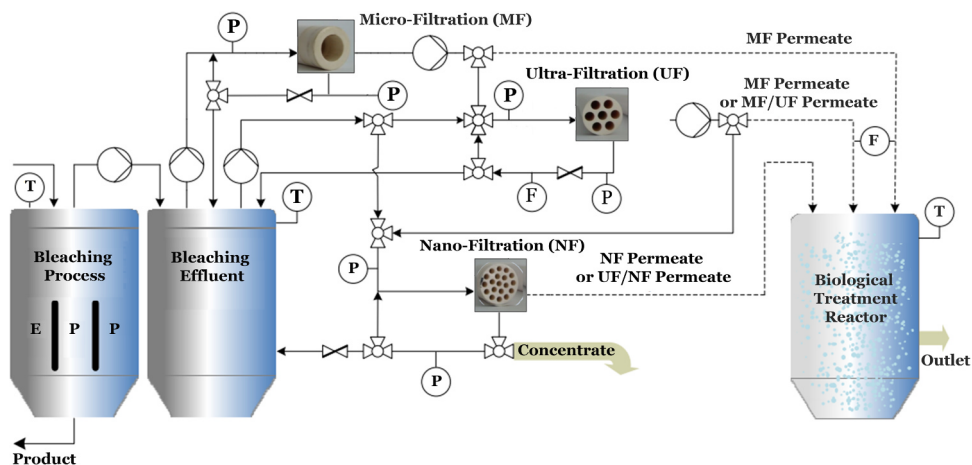 Micro-Filtration (MF)
P
MF Permeate
Ultra-Filtration (UF)
MF Permeate
or MF/UF Permeate
P
P
F
T
F
P
T
T
Nano-Filtration (NF)
P
NF Permeate
or UF/NF Permeate
Bleaching
Process
Bleaching
Effluent
Biological
Treatment
Reactor
E P P
Concentrate
P
Outlet
Product